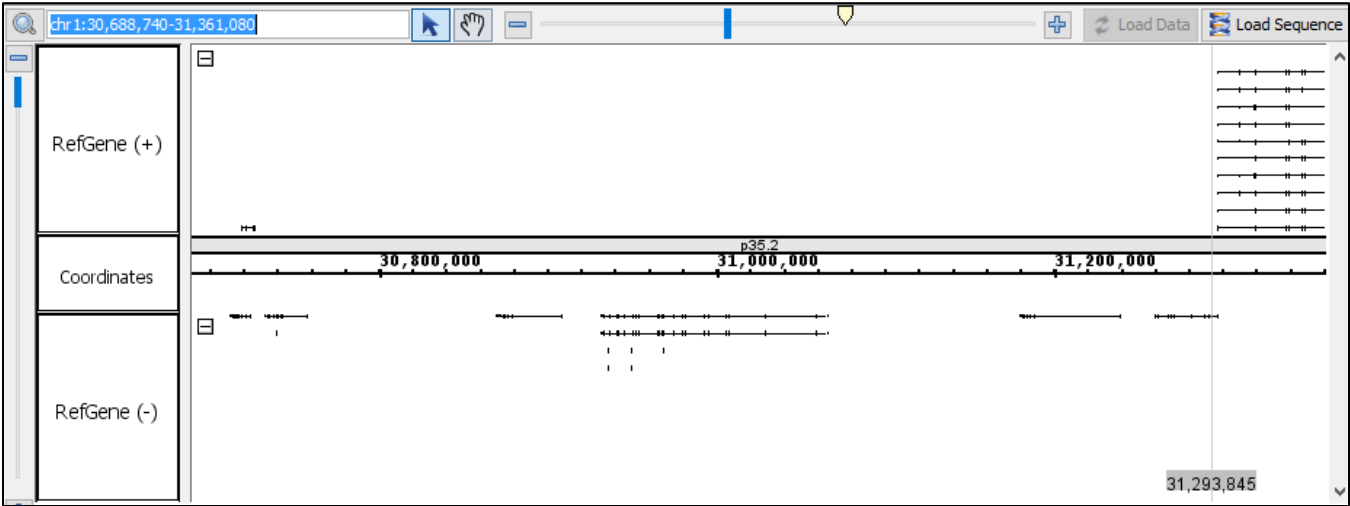 chr1:30,688,740-31,361,080
Load Data
Load Sequence
RefGene (+)
p35.2
Coordinates
30,800,000 31,000,000 31,200,000
RefGene (-)
31,293,845